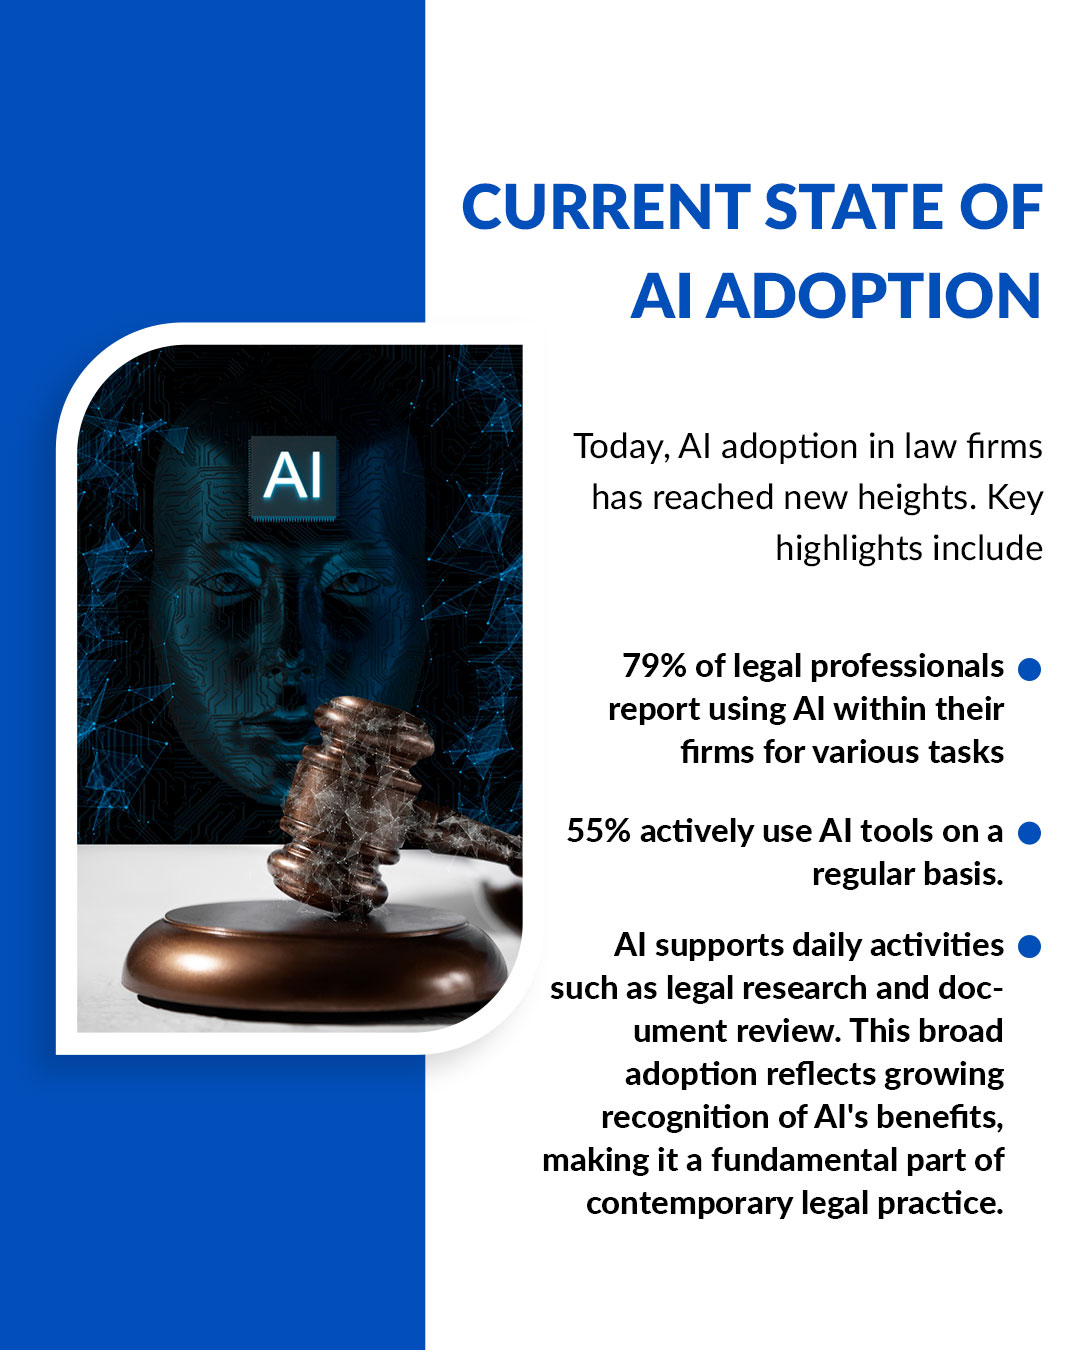 CURRENT STATE OF
AI ADOPTION
AI
Today, AI adoption in law firms
has reached new heights. Key
highlights include
79% of legal professionals
report using AI within their
firms for various tasks
55% actively use AI tools on a
regular basis.
AI supports daily activities
such as legal research and doc-
ument review. This broad
adoption reflects growing
recognition of AI's benefits,
making it a fundamental part of
contemporary legal practice.